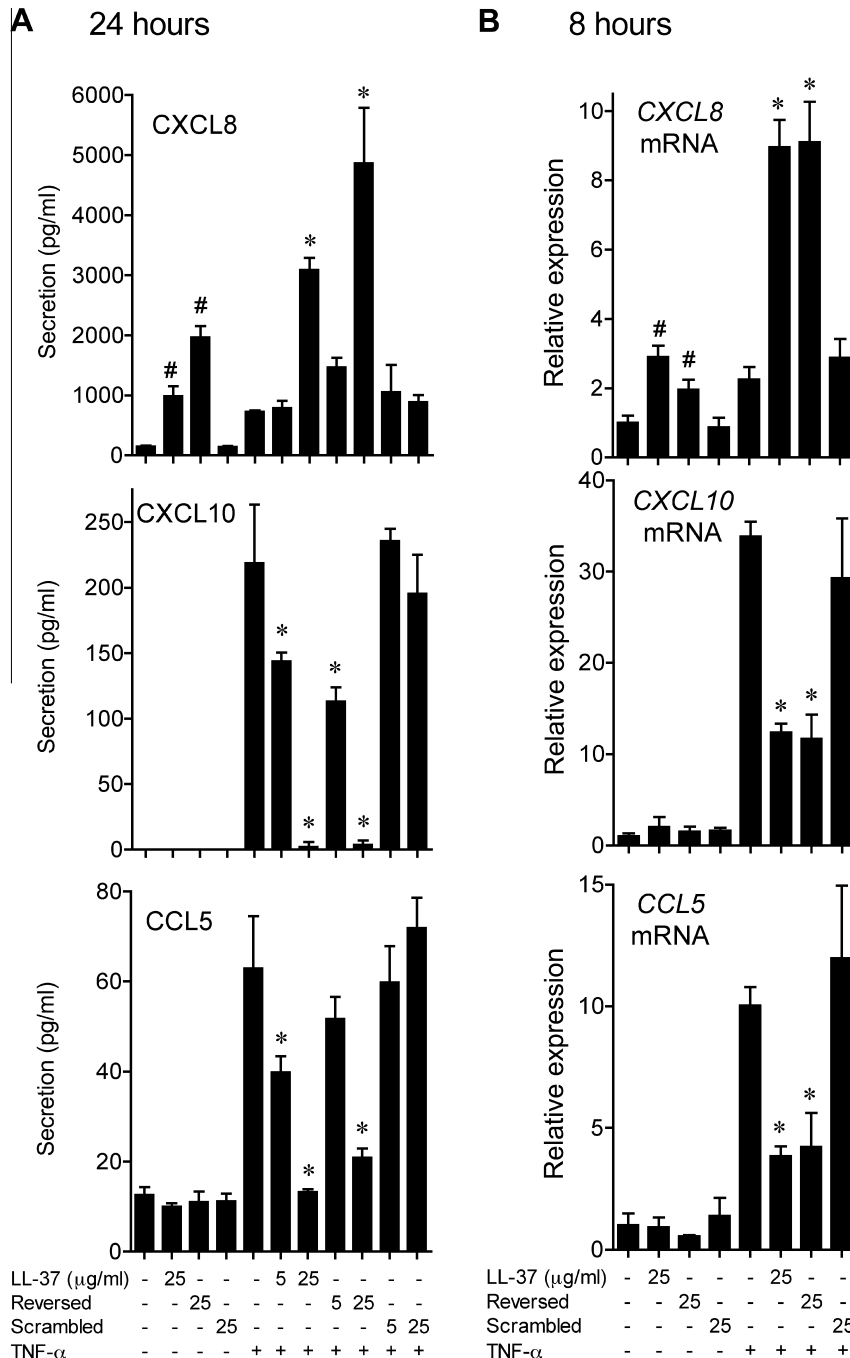 A 24 hours
CXCL8
Secretion (pg/ml)
6000
5000
4000
3000
2000
1000
0
# # * *
CXCL10
Secretion (pg/ml)
250
200
150
100
50
0
* * * *
CCL5
Secretion (pg/ml)
80
60
40
20
0
* * *
LL-37 (µg/ml) - 25 - - - 5 25 - - - -
Reversed - - 25 - - - - 5 25 - -
Scrambled - - - 25 - - - - - 5 25
TNF-α - - - - + + + + + + +
B 8 hours
CXCL8
mRNA
Relative expression
10
8
6
4
2
0
# # * *
CXCL10
mRNA
Relative expression
40
30
20
10
0
* *
CCL5
mRNA
Relative expression
15
10
5
0
* *
LL-37 (µg/ml) - 25 - - - 25 - -
Reversed - - 25 - - - 25 -
Scrambled - - - 25 - - - 25
TNF-α - - - - + + + +